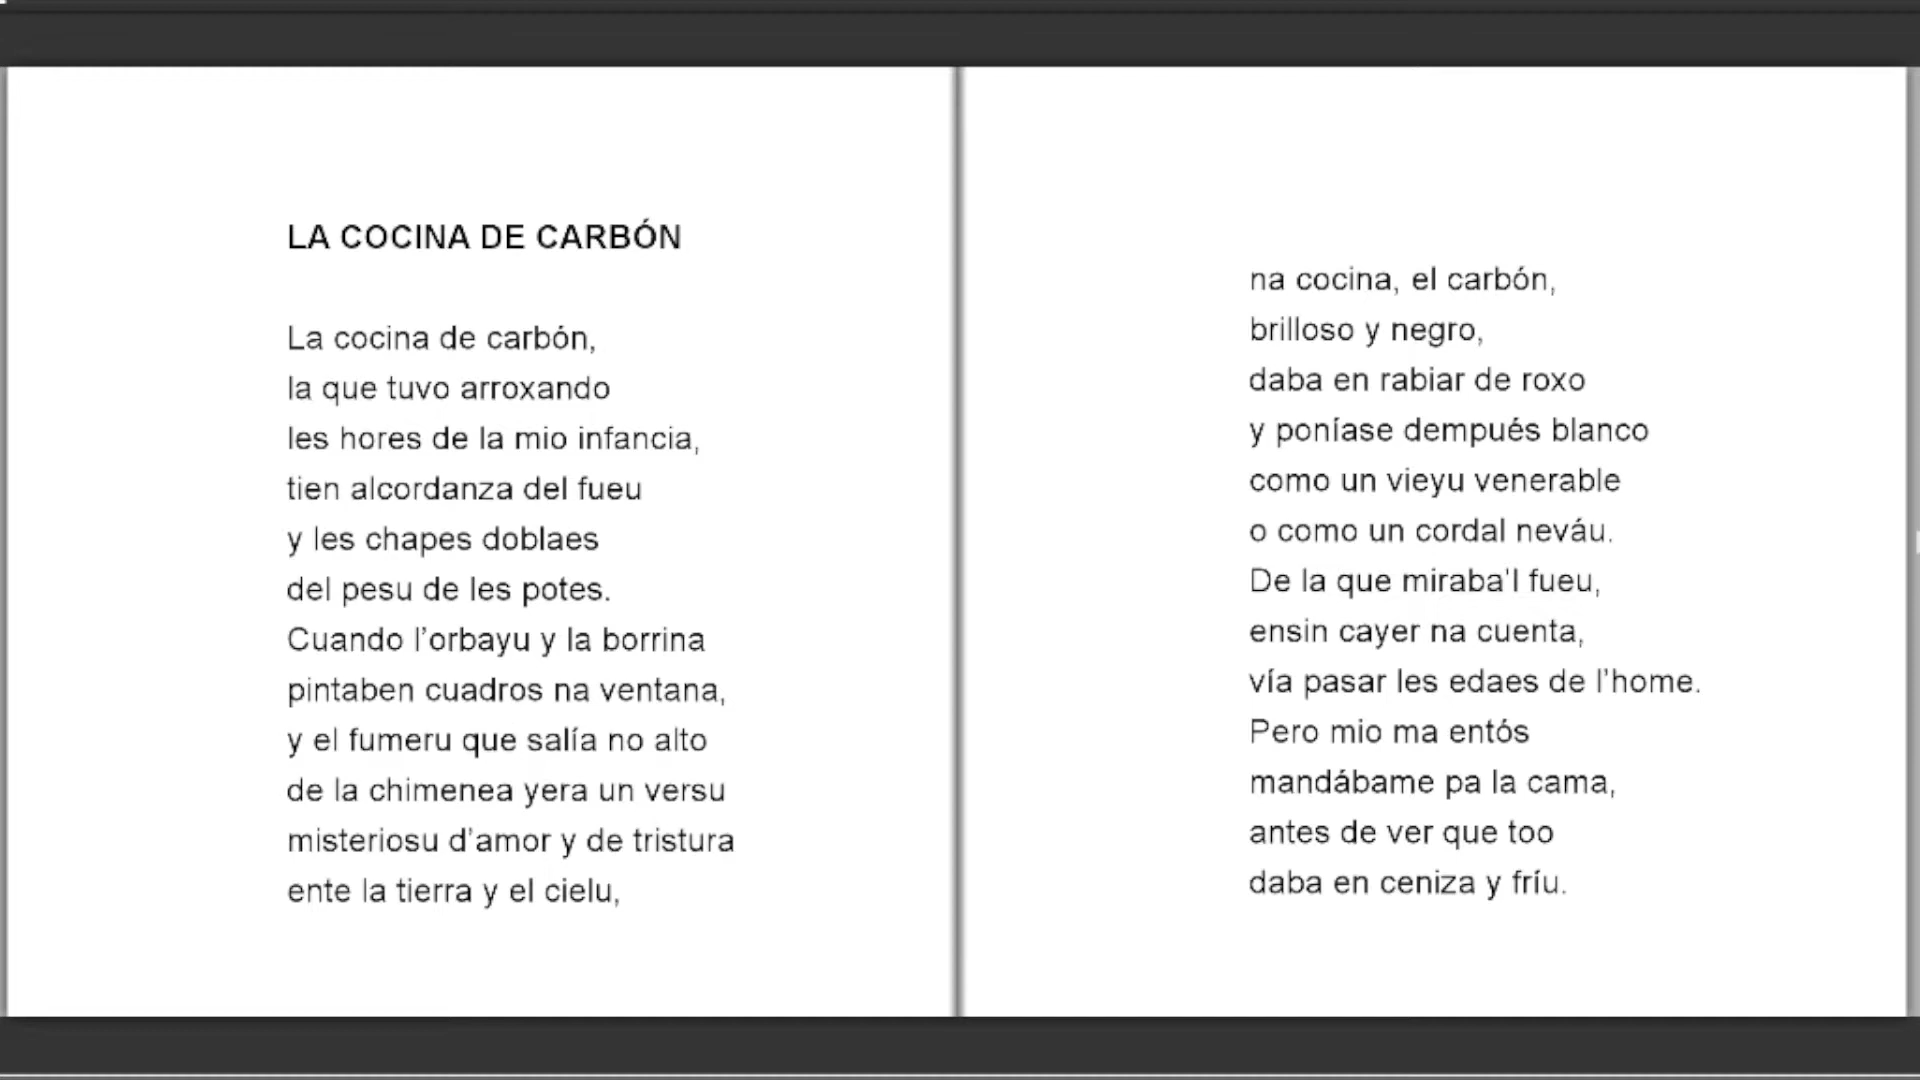 LA COCINA DE CARBÓN
La cocina de carbón,
la que tuvo arroxando
les hores de la mio infancia,
tien alcordanza del fueu
y les chapes doblaes
del pesu de les potes.
Cuando l’orbayu y la borrina
pintaben cuadros na ventana,
y el fumeru que salía no alto
de la chimenea yera un versu
misteriosu d’amor y de tristura
ente la tierra y el cielu,
na cocina, el carbón,
brilloso y negro,
daba en rabiar de roxo
y poníase dempués blanco
como un vieyu venerable
o como un cordal neváu.
De la que miraba'l fueu,
ensin cayer na cuenta,
vía pasar les edaes de l’home.
Pero mio ma entós
mandábame pa la cama,
antes de ver que too
daba en ceniza y fríu.